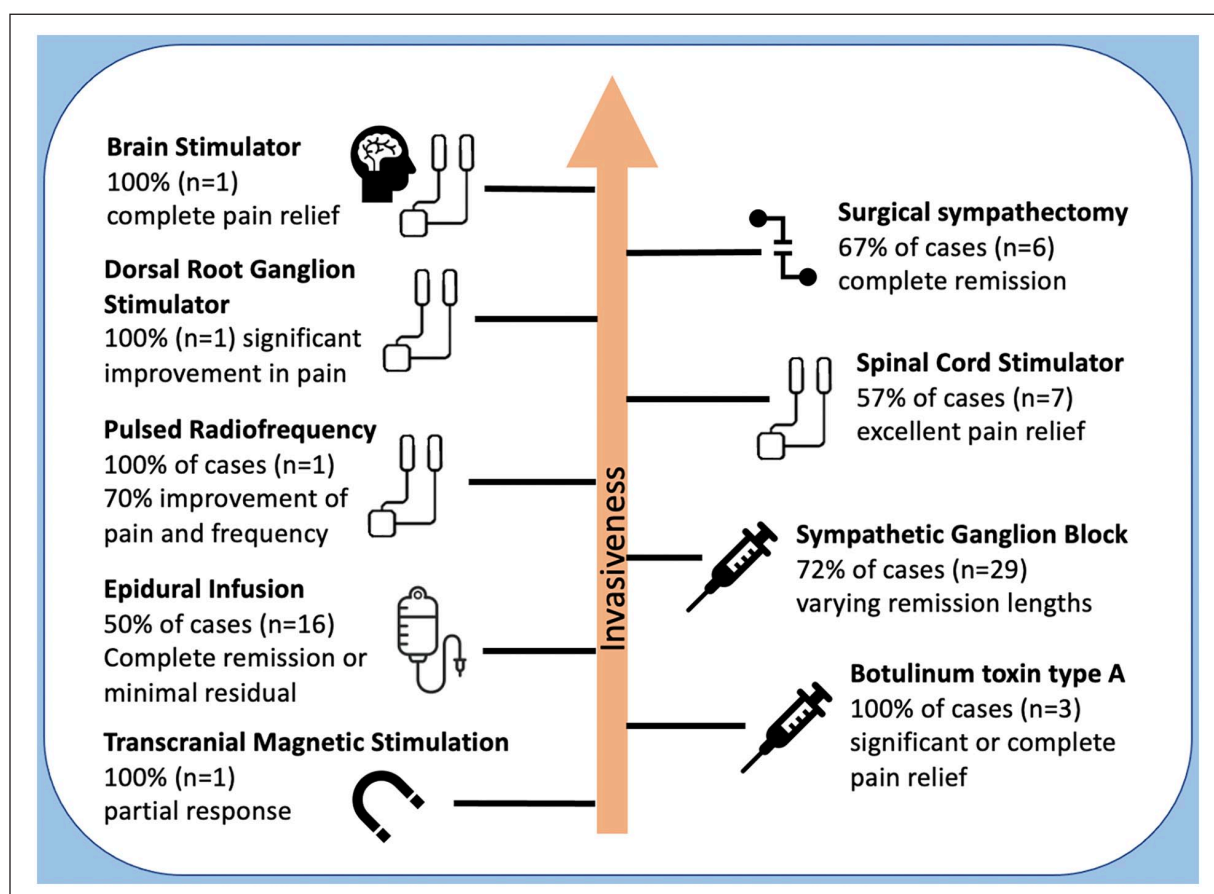 Brain Stimulator
100% (n=1)
complete pain relief
Dorsal Root Ganglion
Stimulator
100% (n=1) significant
improvement in pain
Pulsed Radiofrequency
100% of cases (n=1)
70% improvement of
pain and frequency
Epidural Infusion
50% of cases (n=16)
Complete remission or
minimal residual
Transcranial Magnetic Stimulation
100% (n=1)
partial response
Invasiveness
Surgical sympathectomy
67% of cases (n=6)
complete remission
Spinal Cord Stimulator
57% of cases (n=7)
excellent pain relief
Sympathetic Ganglion Block
72% of cases (n=29)
varying remission lengths
Botulinum toxin type A
100% of cases (n=3)
significant or complete
pain relief